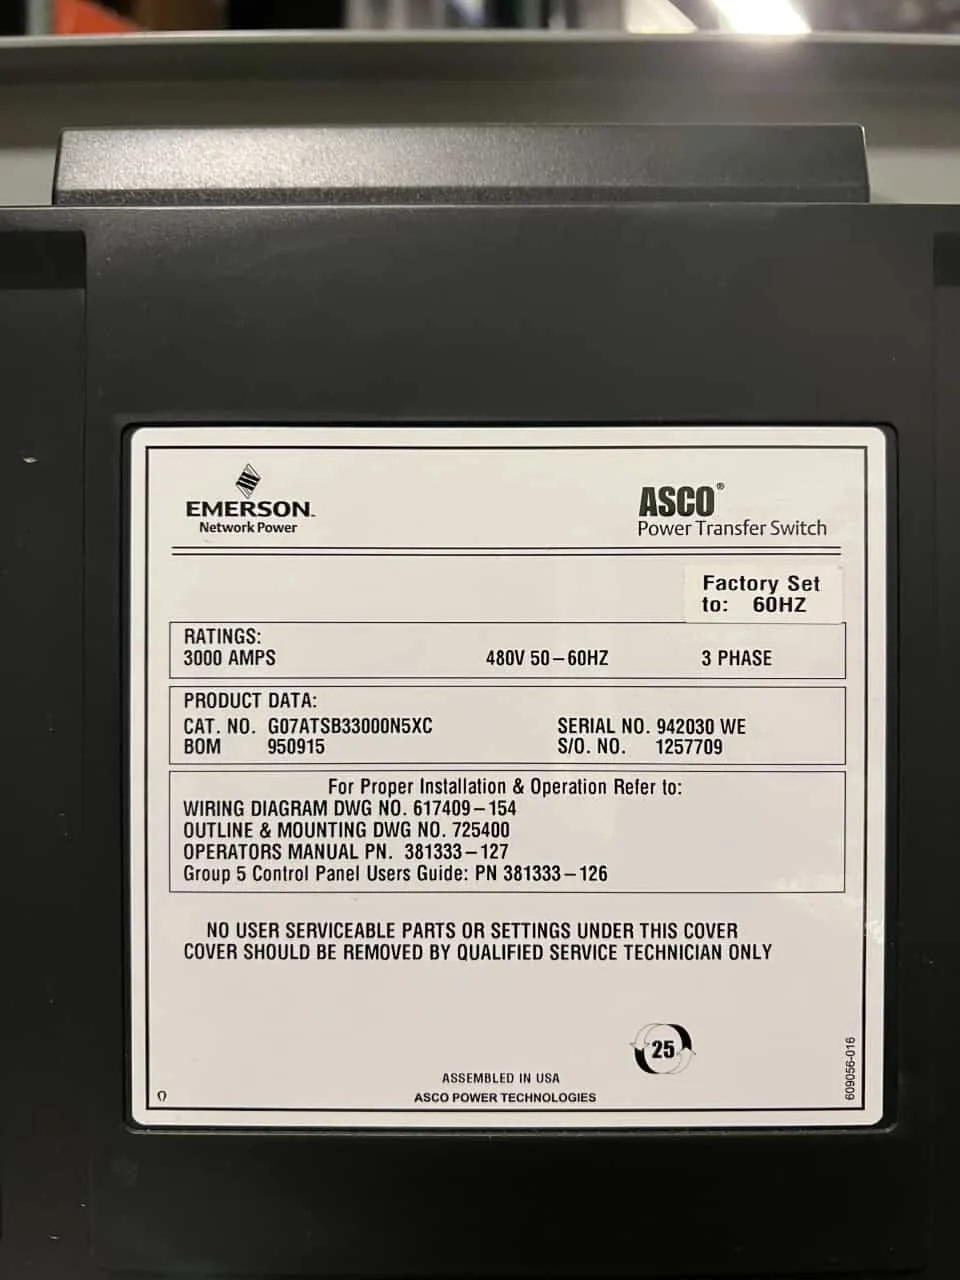 EMERSON™
Network Power
ASCO®
Power Transfer Switch
Factory Set
to: 60HZ
RATINGS:
3000 AMPS 480V 50-60HZ 3 PHASE
PRODUCT DATA:
CAT. NO. G07ATSB33000N5XC SERIAL NO. 942030 WE
BOM 950915 S/O. NO. 1257709
For Proper Installation & Operation Refer to:
WIRING DIAGRAM DWG NO. 617409-154
OUTLINE & MOUNTING DWG NO. 725400
OPERATORS MANUAL PN. 381333-127
Group 5 Control Panel Users Guide: PN 381333-126
NO USER SERVICEABLE PARTS OR SETTINGS UNDER THIS COVER
COVER SHOULD BE REMOVED BY QUALIFIED SERVICE TECHNICIAN ONLY
25
ASSEMBLED IN USA
ASCO POWER TECHNOLOGIES
609056-016